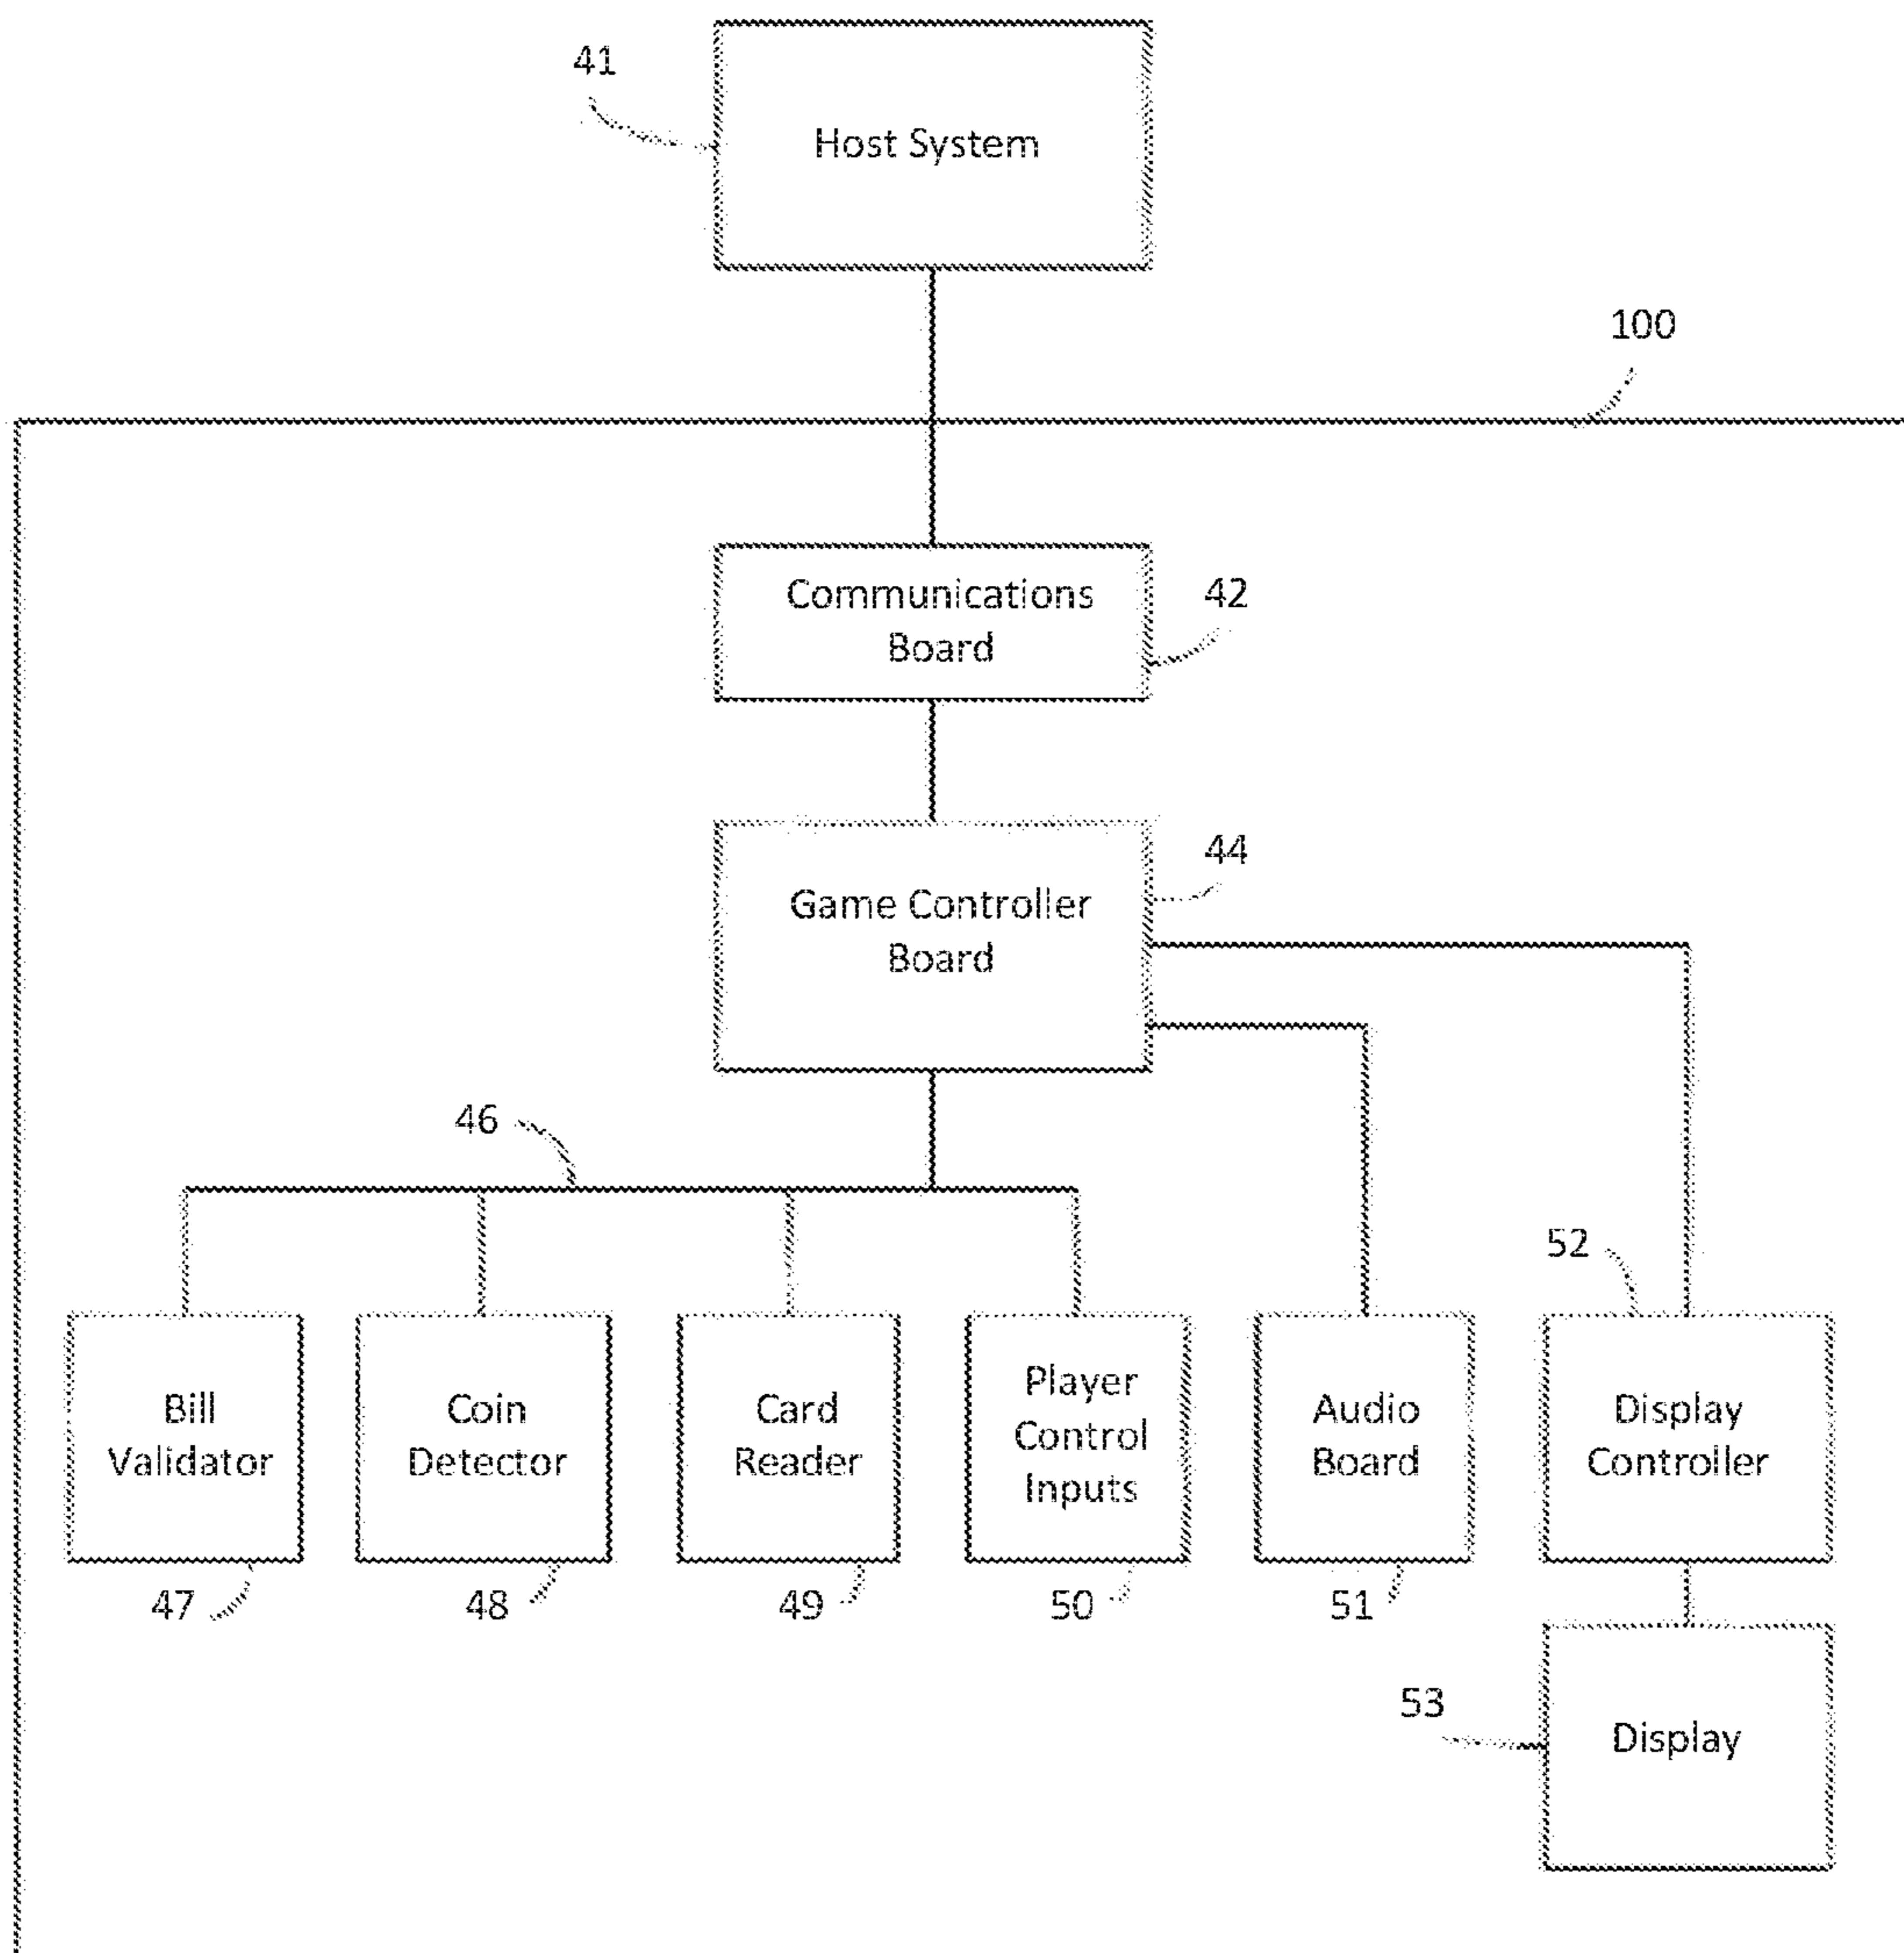 41
Host System
100
Communications
Board
42
Game Controller
Board
44
46
52
Bill
Validator
Coin
Detector
Card
Reader
Player
Control
Inputs
Audio
Board
Display
Controller
47
48
49
50
51
53
Display